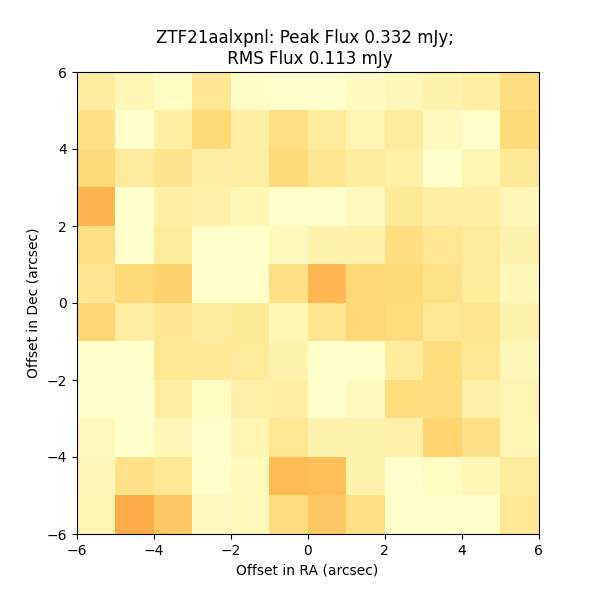 ZTF21aalxpnl: Peak Flux 0.332 mJy;
RMS Flux 0.113 mJy
6
4
2
0
−2
−4
−6
Offset in Dec (arcsec)
−6 −4 −2 0 2 4 6
Offset in RA (arcsec)